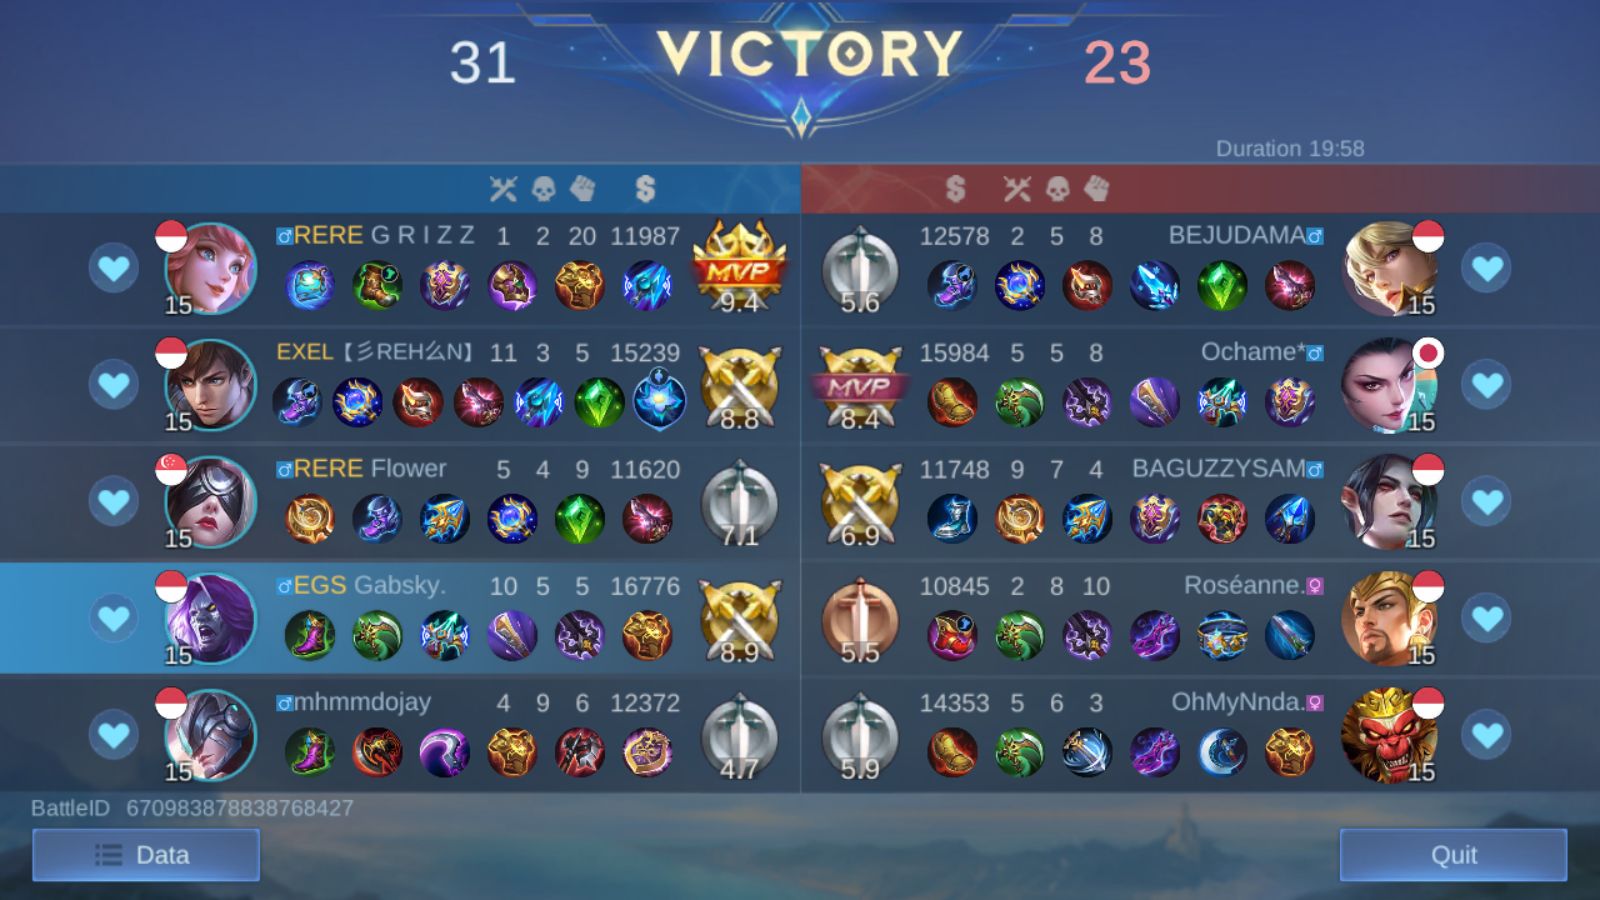 31 VICTORY 23
Duration 19:58
RERE G R I Z Z 1 2 20 11987 MVP 9.4
15
EXEL【彡REH么N】 11 3 5 15239 8.8
15
RERE Flower 5 4 9 11620 7.1
15
EGS Gabsky. 10 5 5 16776 8.9
15
mhmmdojay 4 9 6 12372 4.7
15
5.6 12578 2 5 8 BEJUDAMA
15
MVP 8.4 15984 5 5 8 Ochame*
15
6.9 11748 9 7 4 BAGUZZYSAM
15
5.5 10845 2 8 10 Roséanne.
15
5.9 14353 5 6 3 OhMyNnda.
15
BattleID 670983878838768427
Data
Quit